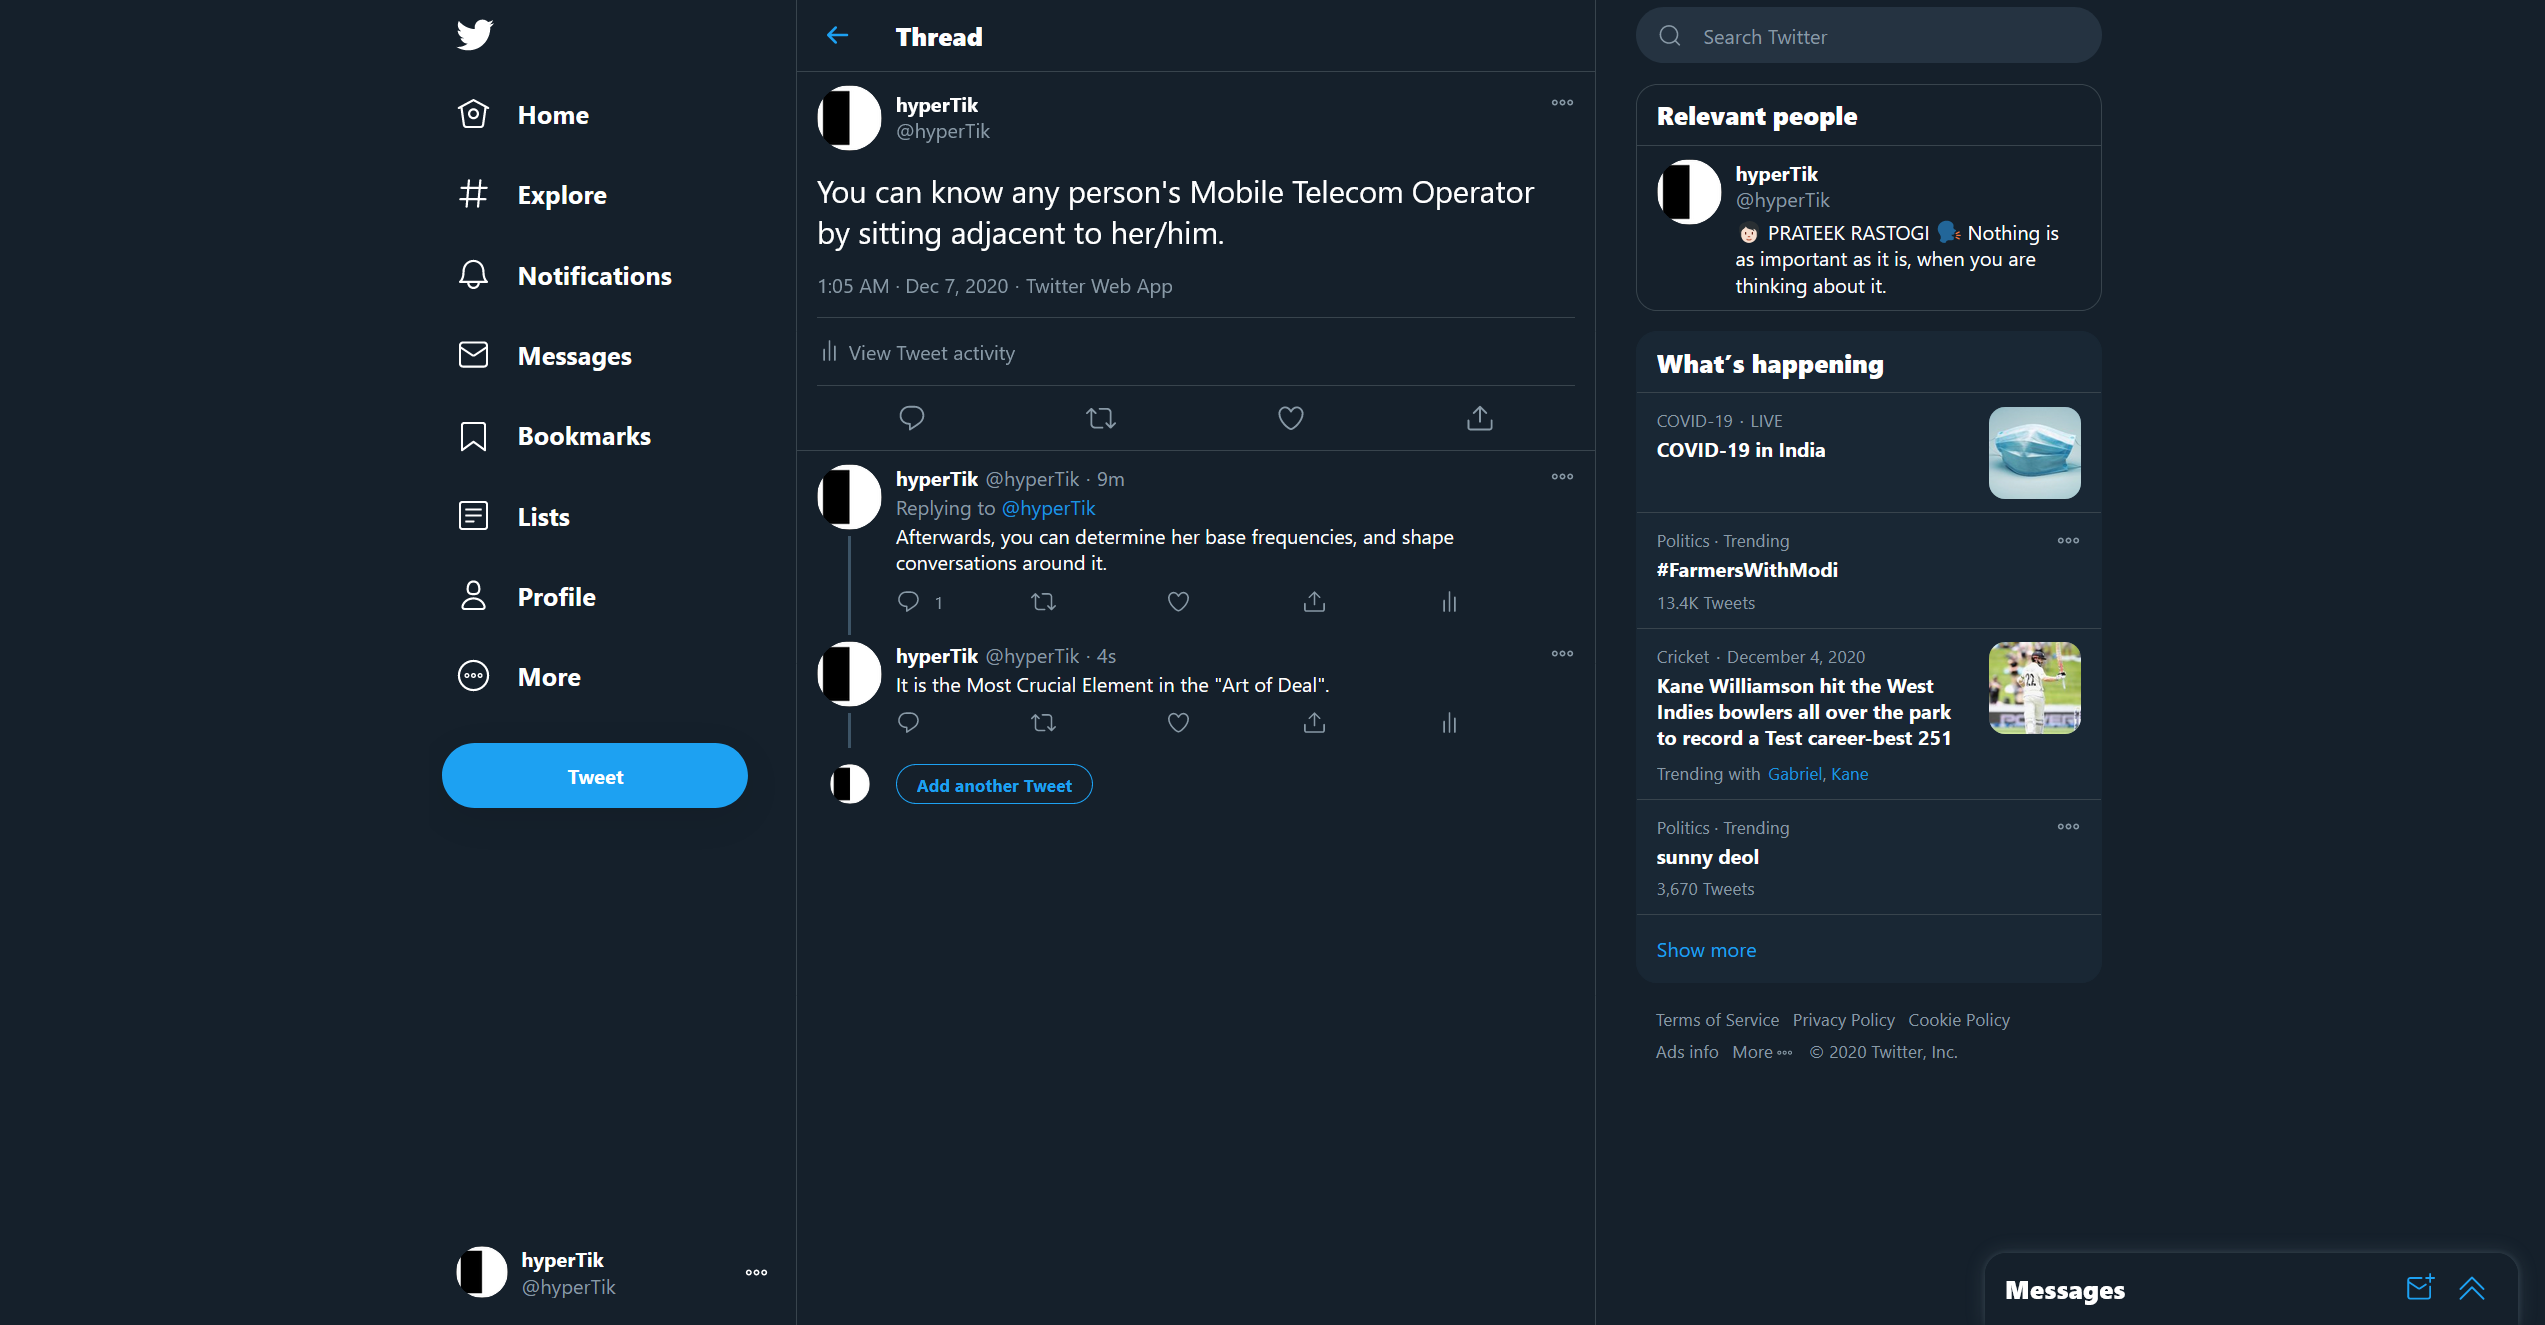 Home
Explore
Notifications
Messages
Bookmarks
Lists
Profile
More
Tweet
hyperTik
@hyperTik
Thread
hyperTik
@hyperTik
You can know any person's Mobile Telecom Operator
by sitting adjacent to her/him.
1:05 AM · Dec 7, 2020 · Twitter Web App
View Tweet activity
hyperTik @hyperTik · 9m
Replying to @hyperTik
Afterwards, you can determine her base frequencies, and shape
conversations around it.
1
hyperTik @hyperTik · 4s
It is the Most Crucial Element in the "Art of Deal".
Add another Tweet
Search Twitter
Relevant people
hyperTik
@hyperTik
PRATEEK RASTOGI Nothing is
as important as it is, when you are
thinking about it.
What's happening
COVID-19 · LIVE
COVID-19 in India
Politics · Trending
#FarmersWithModi
13.4K Tweets
Cricket · December 4, 2020
Kane Williamson hit the West
Indies bowlers all over the park
to record a Test career-best 251
Trending with Gabriel, Kane
Politics · Trending
sunny deol
3,670 Tweets
Show more
Terms of Service Privacy Policy Cookie Policy
Ads info More © 2020 Twitter, Inc.
Messages